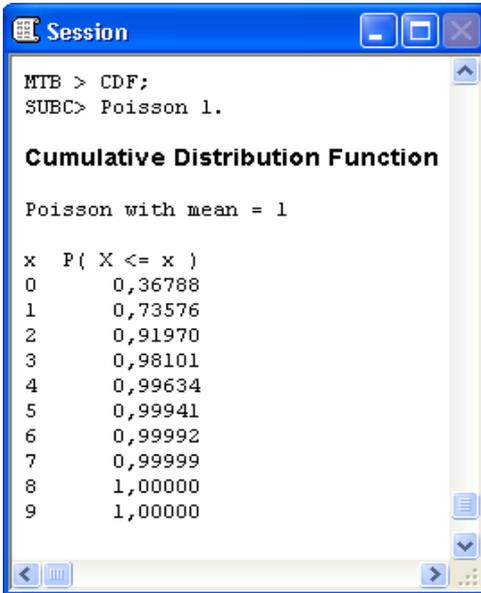 Session
MTB > CDF;
SUBC> Poisson 1.
Cumulative Distribution Function
Poisson with mean = 1
x P( X <= x )
0 0,36788
1 0,73576
2 0,91970
3 0,98101
4 0,99634
5 0,99941
6 0,99992
7 0,99999
8 1,00000
9 1,00000